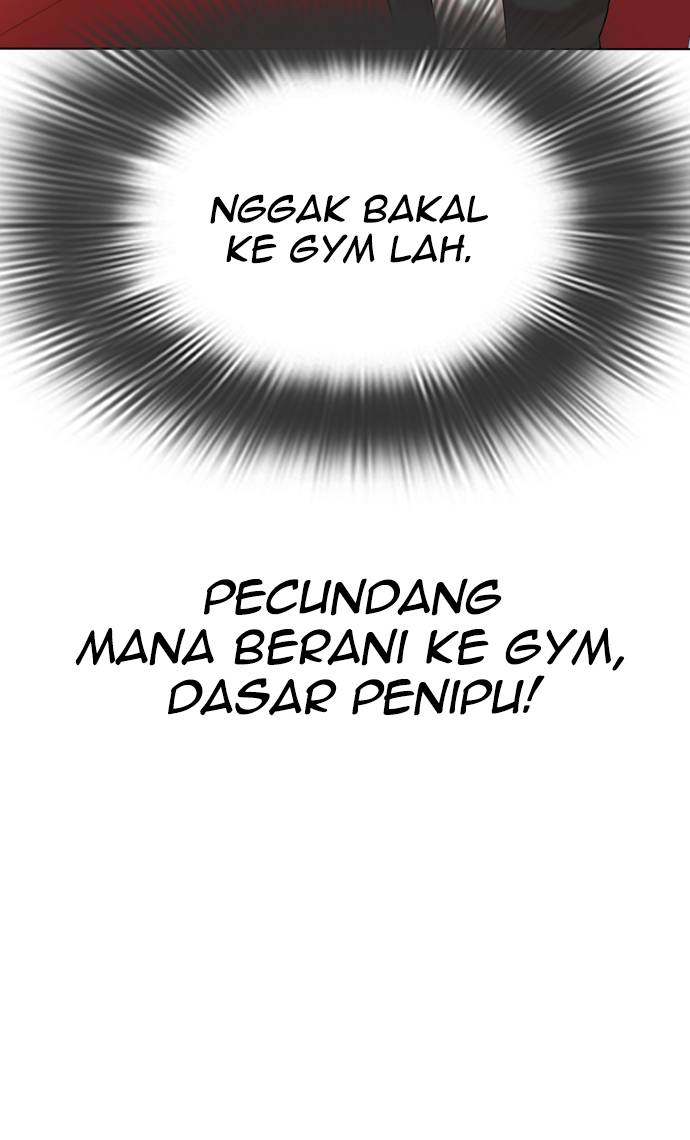 NGGAK BAKAL
KE GYM LAH.
PECUNDANG
MANA BERANI KE GYM,
DASAR PENIPU!